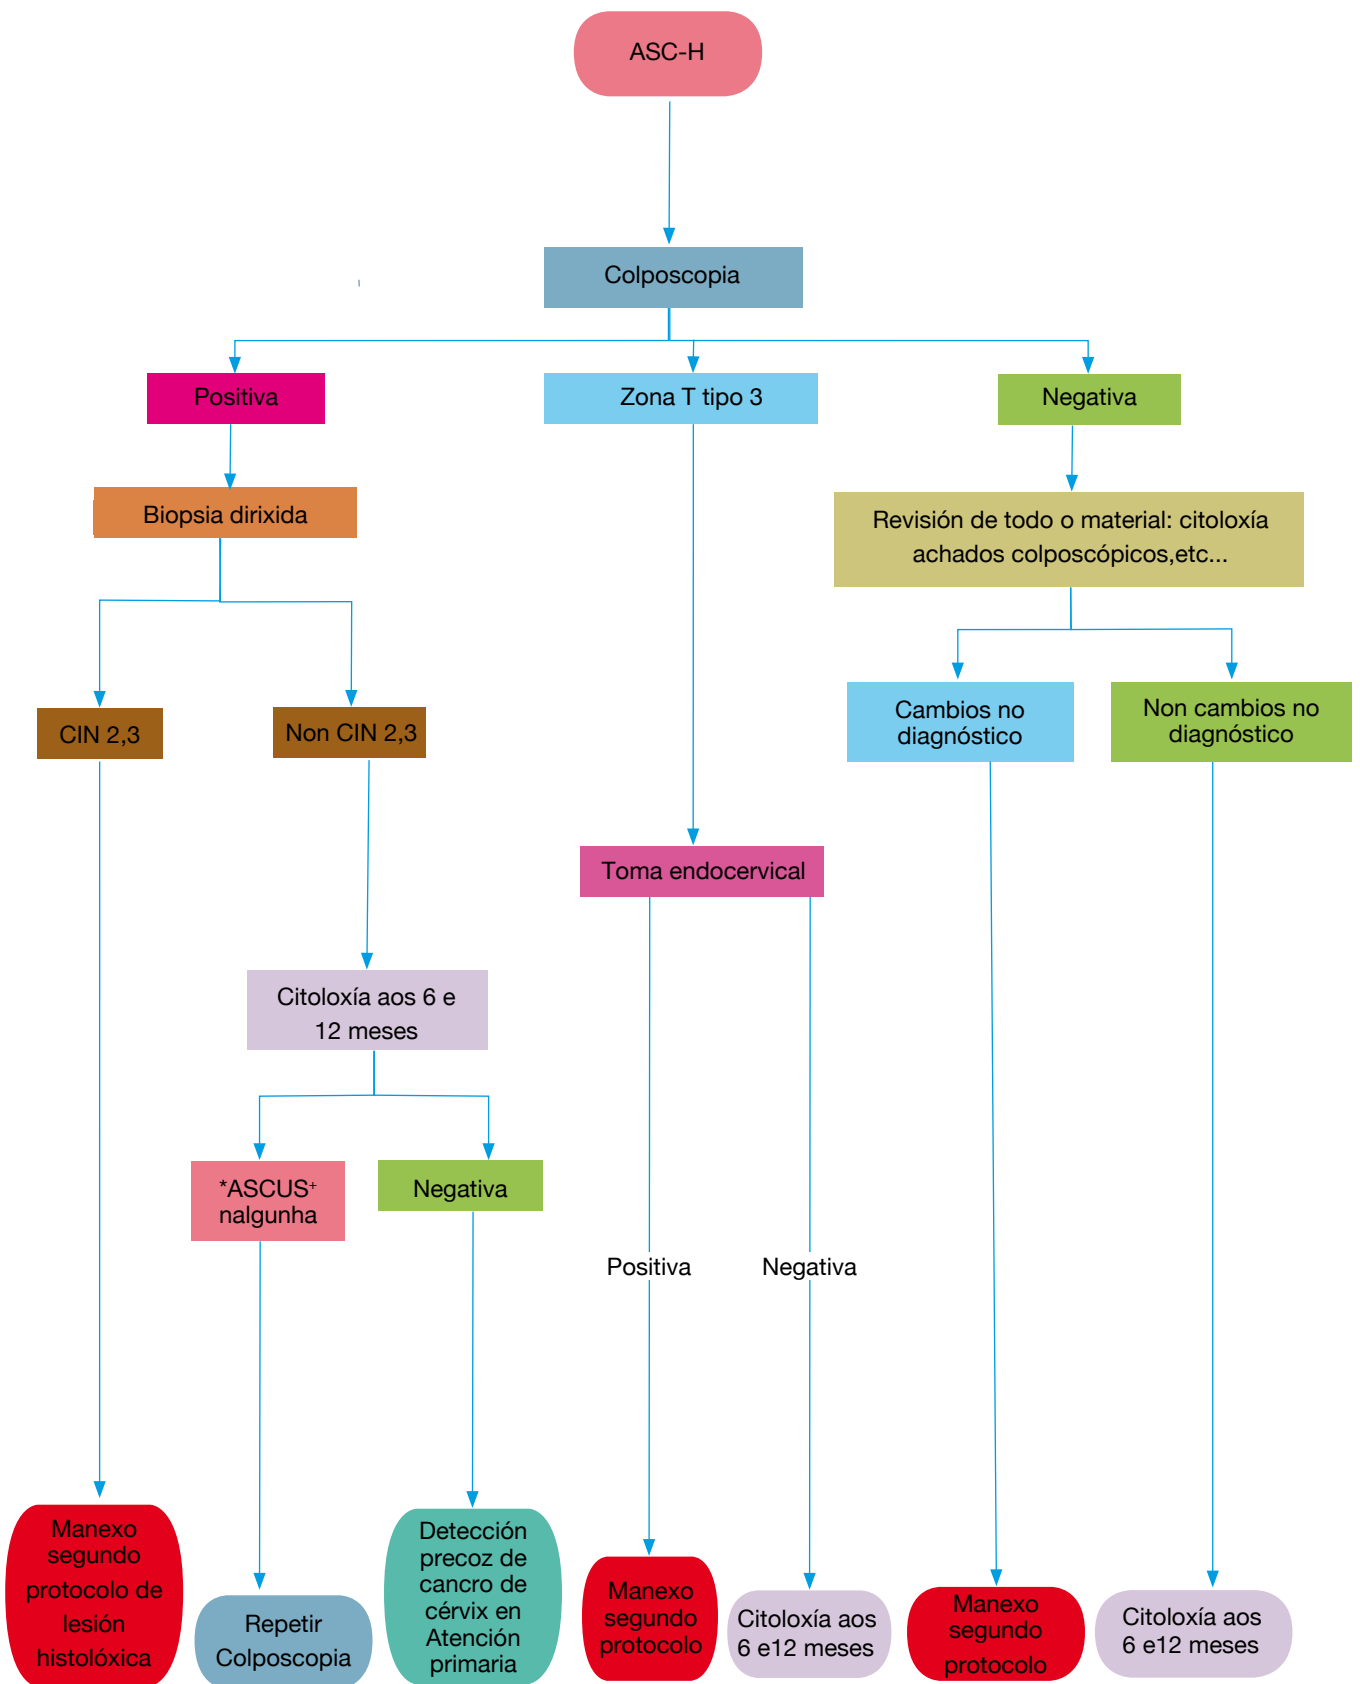 ASC-H
Colposcopia
Positiva
Zona T tipo 3
Negativa
Biopsia dirixida
Revisión de todo o material: citoloxía
achados colposcópicos,etc...
CIN 2,3
Non CIN 2,3
Cambios no
diagnóstico
Non cambios no
diagnóstico
Toma endocervical
Citoloxía aos 6 e
12 meses
*ASCUS+
nalgunha
Negativa
Positiva
Negativa
Manexo
segundo
protocolo de
lesión
histolóxica
Repetir
Colposcopia
Detección
precoz de
cancro de
cérvix en
Atención
primaria
Manexo
segundo
protocolo
Citoloxía aos
6 e12 meses
Manexo
segundo
protocolo
Citoloxía aos
6 e12 meses